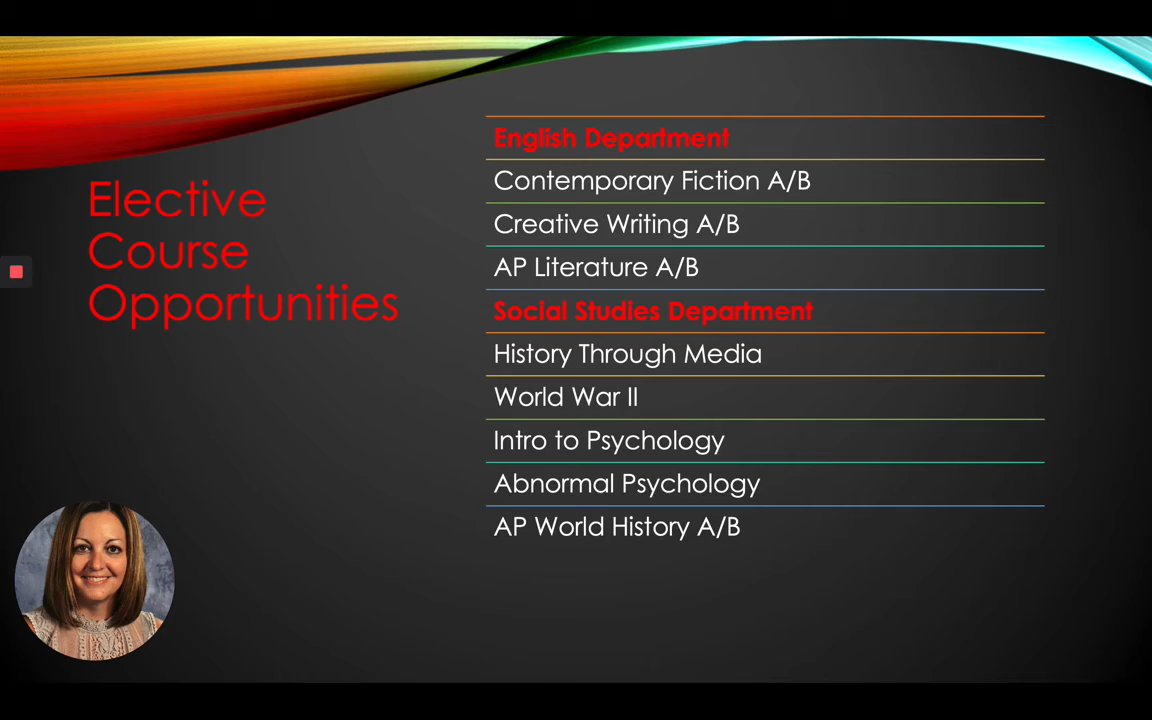 Elective
Course
Opportunities
English Department
Contemporary Fiction A/B
Creative Writing A/B
AP Literature A/B
Social Studies Department
History Through Media
World War II
Intro to Psychology
Abnormal Psychology
AP World History A/B